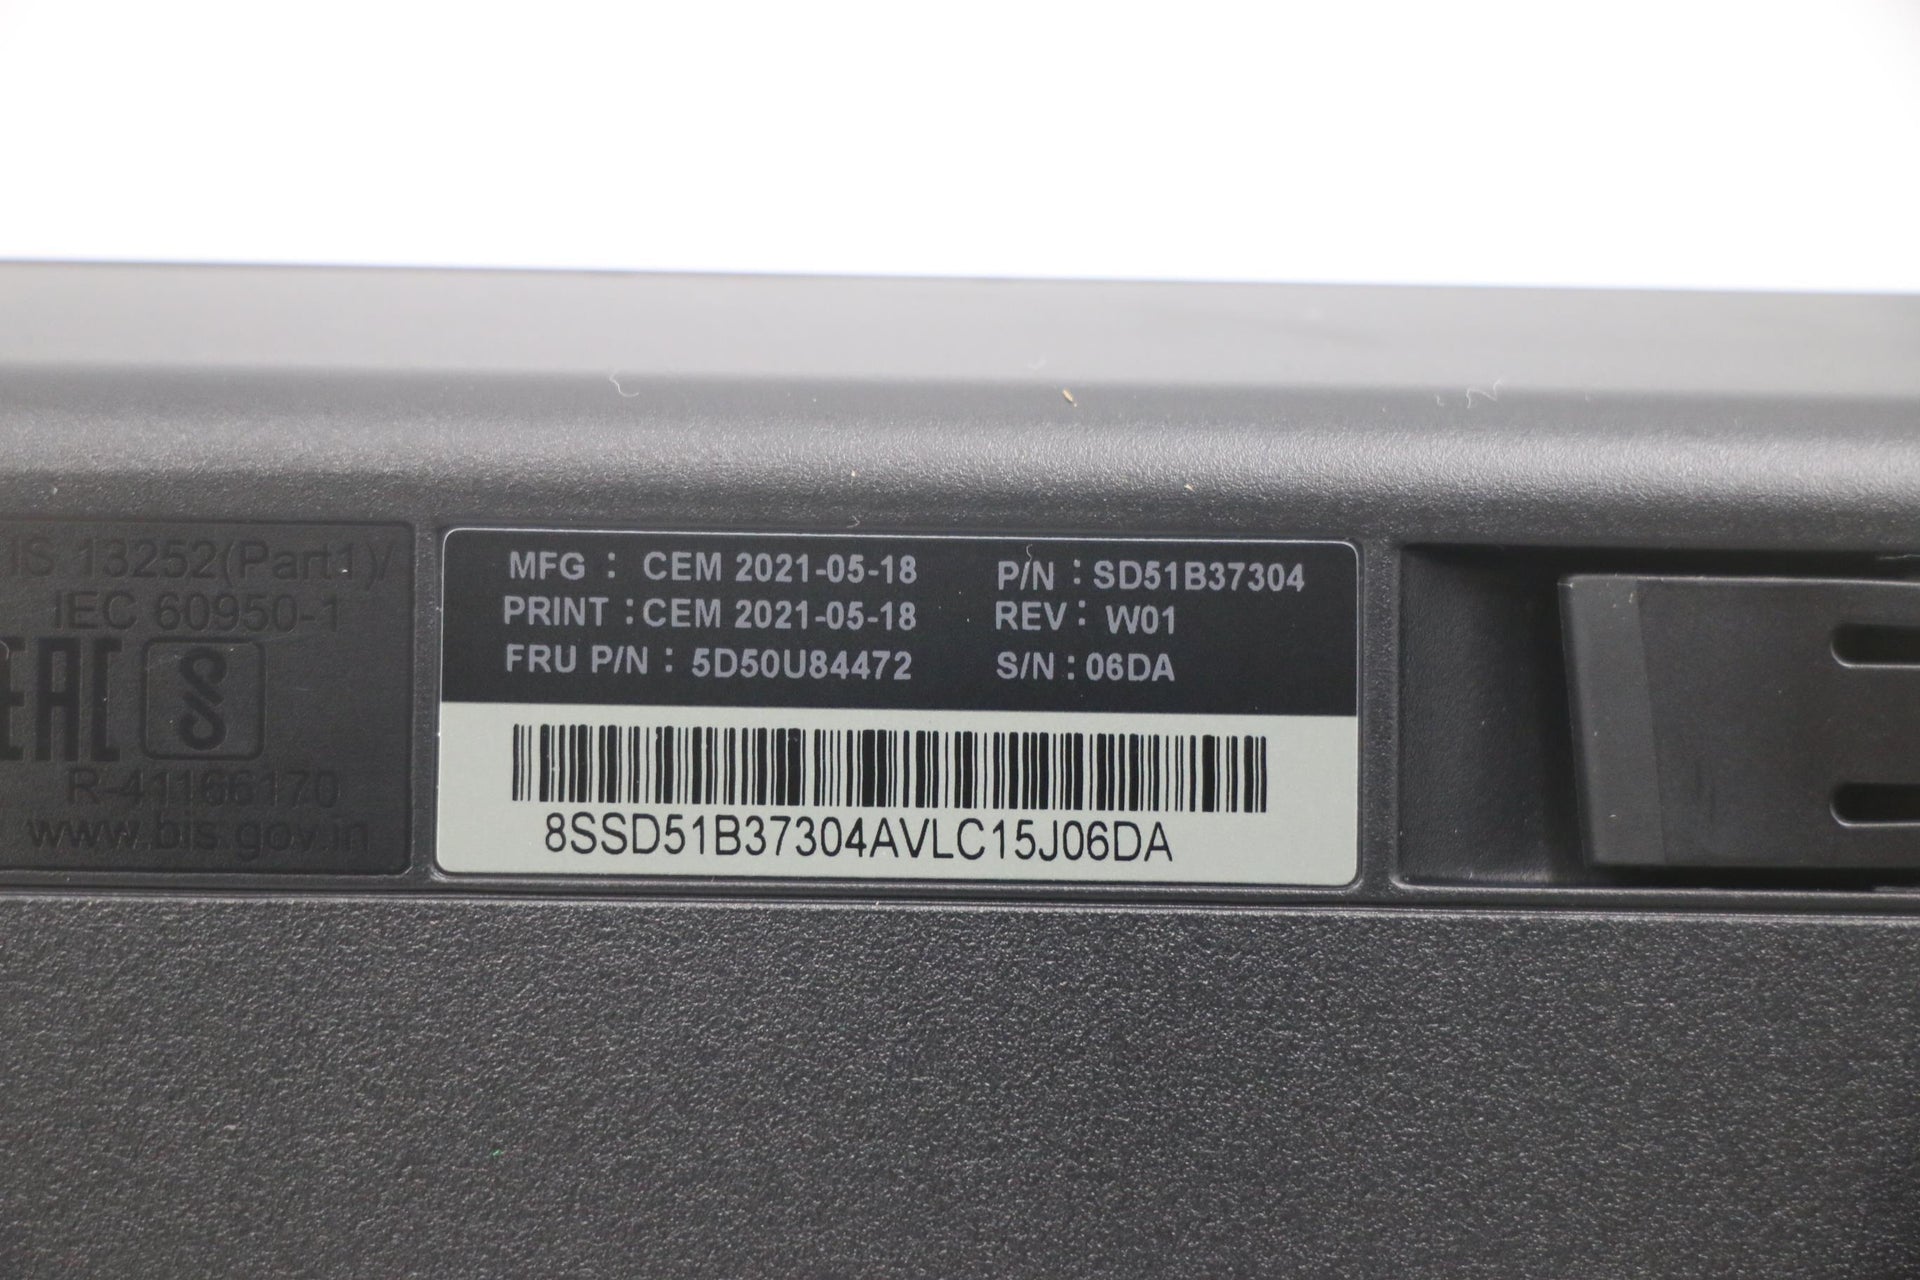 IS 13252(Part1)/
IEC 60950-1
EAC
R-41166170
www.bis.gov.in
MFG : CEM 2021-05-18
PRINT : CEM 2021-05-18
FRU P/N : 5D50U84472
P/N : SD51B37304
REV : W01
S/N : 06DA
8SSD51B37304AVLC15J06DA